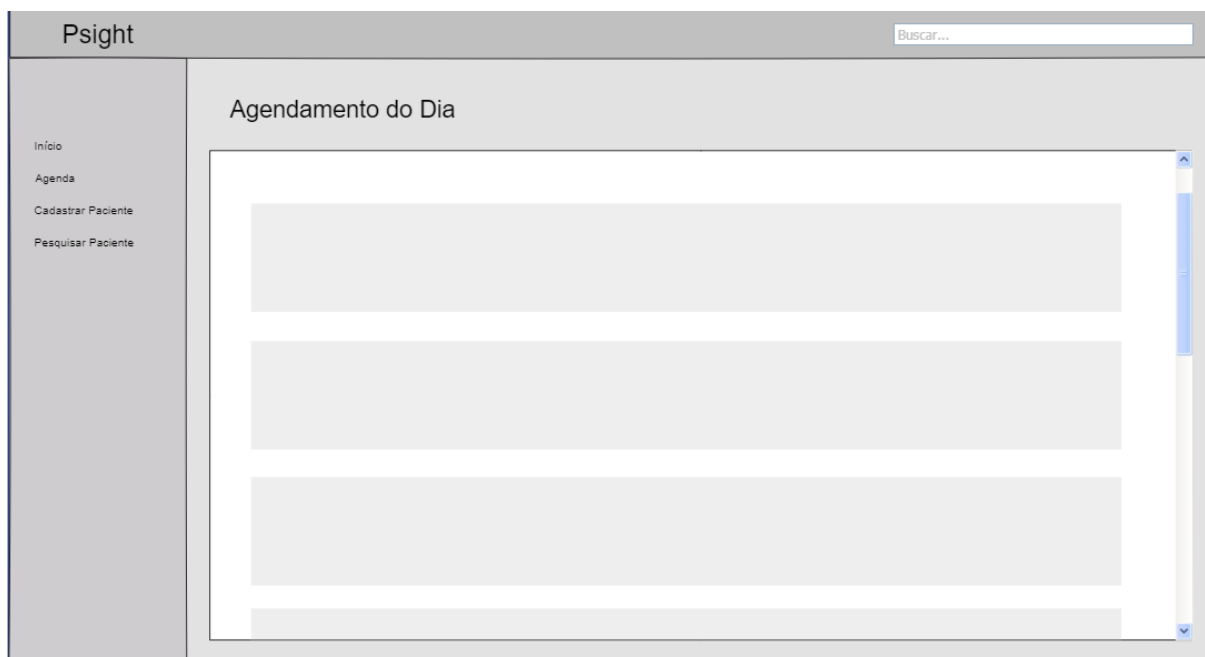 Psight
Buscar...
Agendamento do Dia
Início
Agenda
Cadastrar Paciente
Pesquisar Paciente